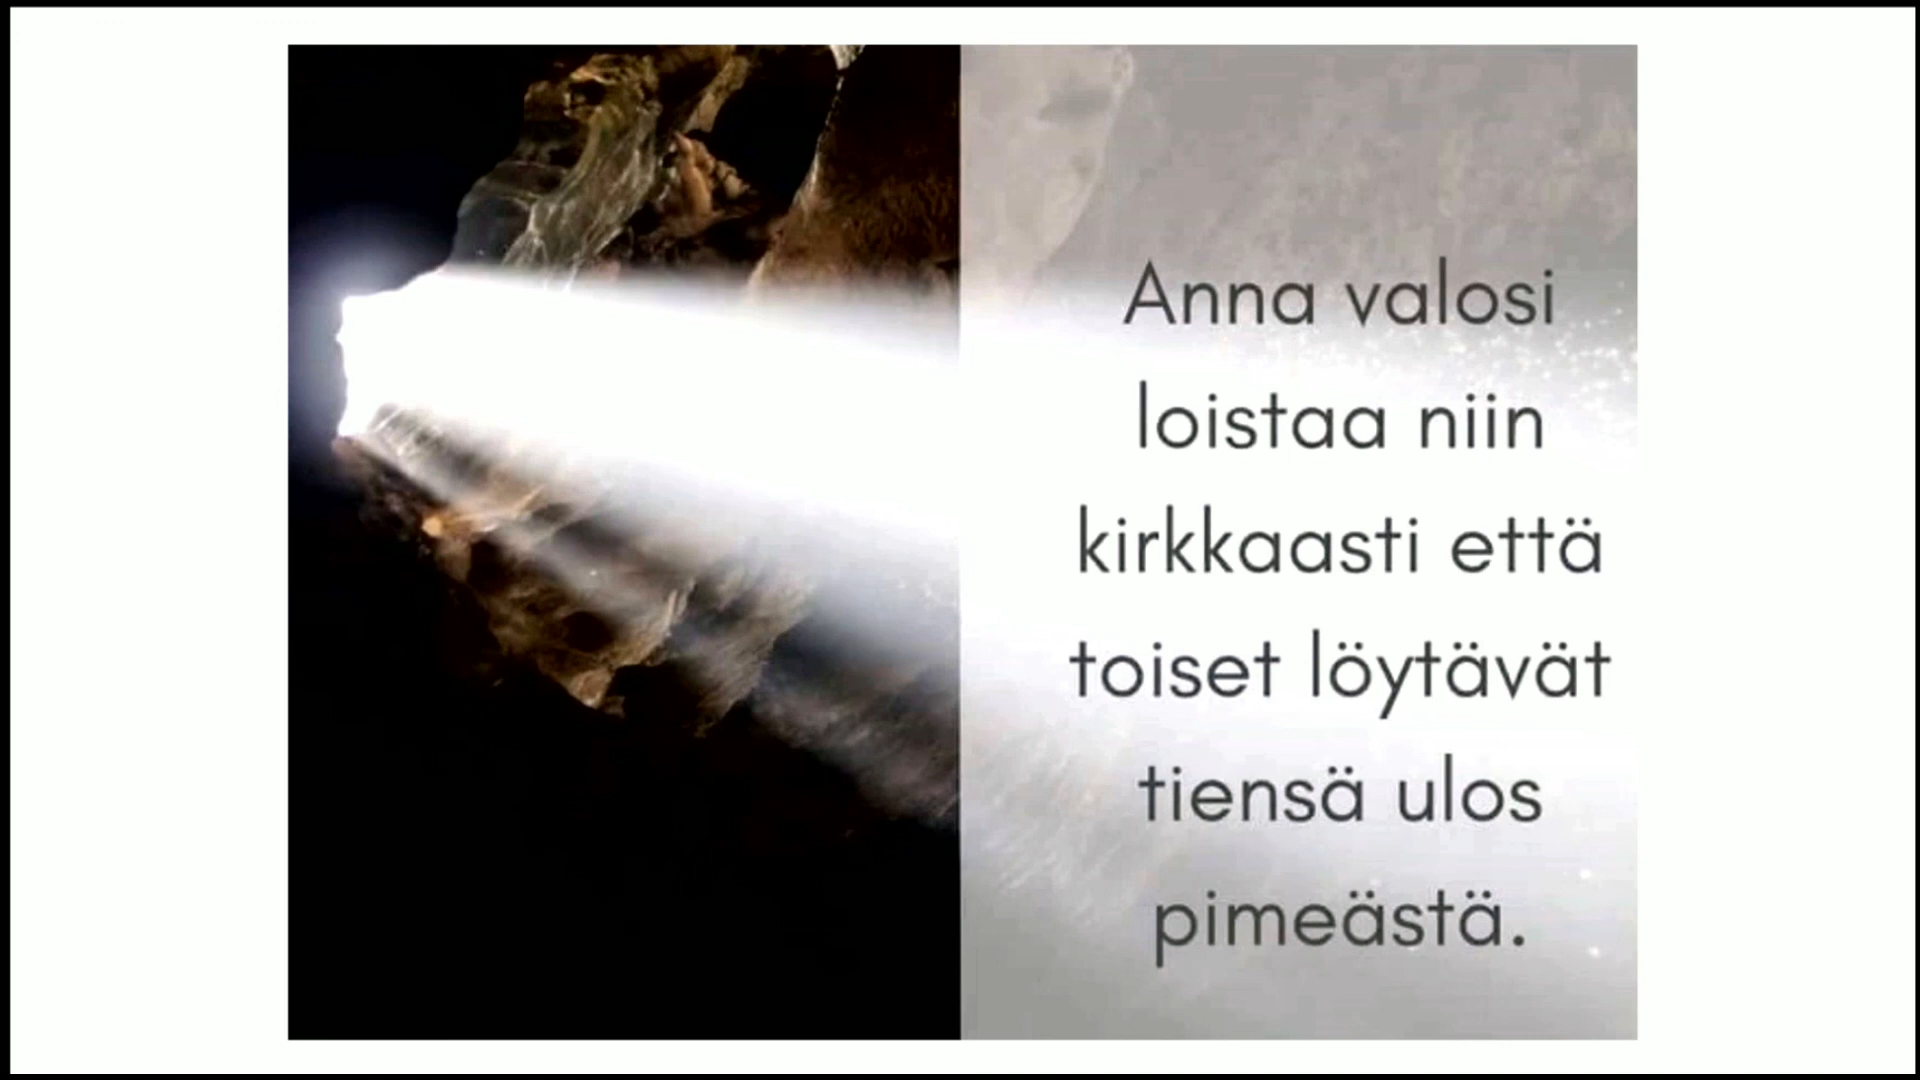 Anna valosi
loistaa niin
kirkkaasti että
toiset löytävät
tiensä ulos
pimeästä.